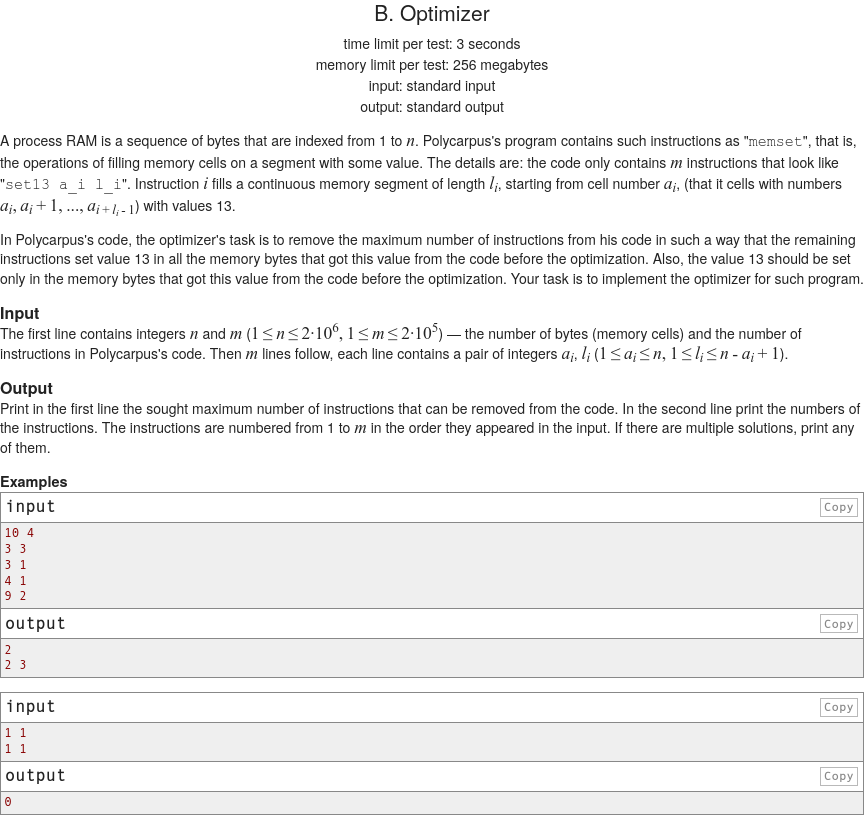 B. Optimizer
time limit per test: 3 seconds
memory limit per test: 256 megabytes
input: standard input
output: standard output
A process RAM is a sequence of bytes that are indexed from 1 to n. Polycarpus's program contains such instructions as "memset", that is,
the operations of filling memory cells on a segment with some value. The details are: the code only contains m instructions that look like
"set13 a_i l_i". Instruction i fills a continuous memory segment of length l_i, starting from cell number a_i, (that it cells with numbers
a_i, a_i + 1, ..., a_{i + l_i - 1}) with values 13.
In Polycarpus's code, the optimizer's task is to remove the maximum number of instructions from his code in such a way that the remaining
instructions set value 13 in all the memory bytes that got this value from the code before the optimization. Also, the value 13 should be set
only in the memory bytes that got this value from the code before the optimization. Your task is to implement the optimizer for such program.
Input
The first line contains integers n and m (1 ≤ n ≤ 2·10^6, 1 ≤ m ≤ 2·10^5) — the number of bytes (memory cells) and the number of
instructions in Polycarpus's code. Then m lines follow, each line contains a pair of integers a_i, l_i (1 ≤ a_i ≤ n, 1 ≤ l_i ≤ n - a_i + 1).
Output
Print in the first line the sought maximum number of instructions that can be removed from the code. In the second line print the numbers of
the instructions. The instructions are numbered from 1 to m in the order they appeared in the input. If there are multiple solutions, print any
of them.
Examples
input Copy
10 4
3 3
3 1
4 1
9 2
output Copy
2
2 3
input Copy
1 1
1 1
output Copy
0